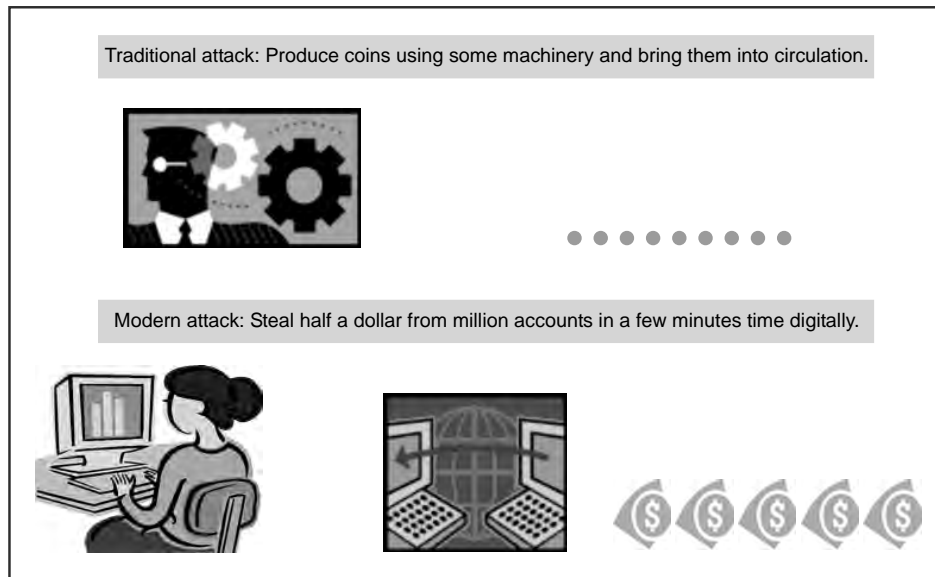 Traditional attack: Produce coins using some machinery and bring them into circulation.
Modern attack: Steal half a dollar from million accounts in a few minutes time digitally.
$ $ $ $ $